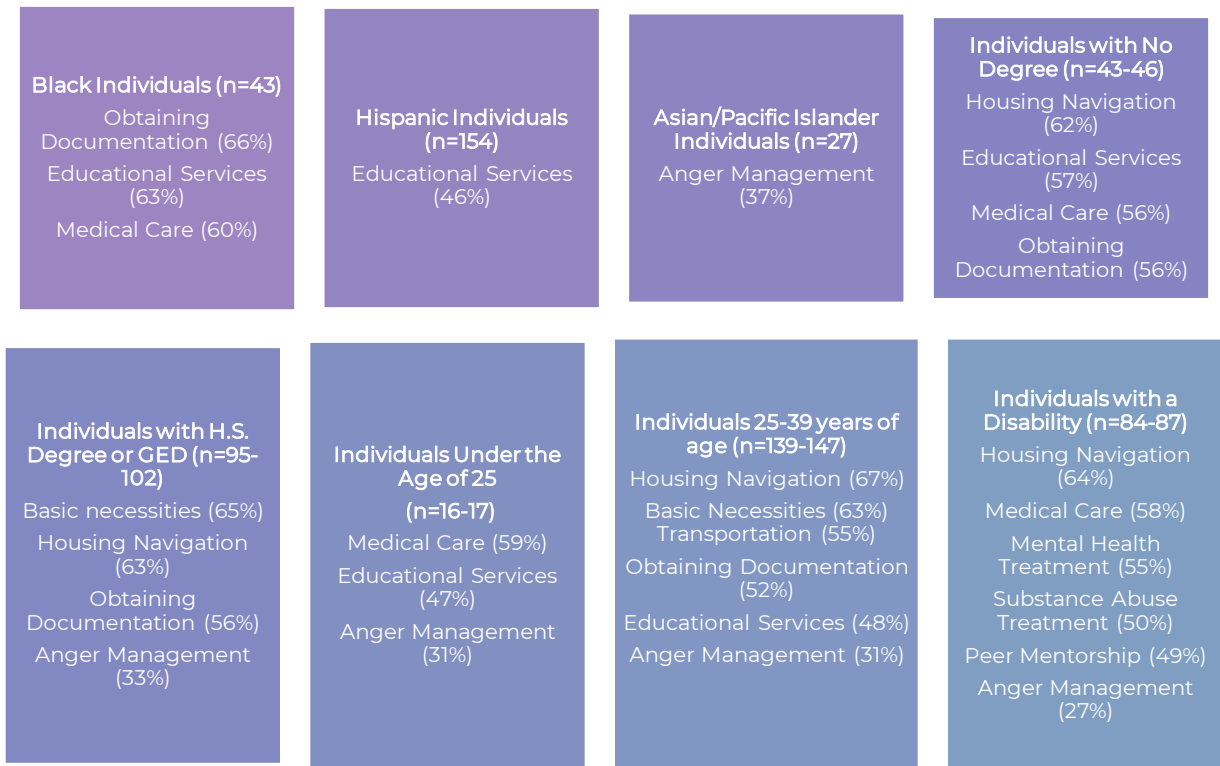 Black Individuals (n=43)
Obtaining
Documentation (66%)
Educational Services
(63%)
Medical Care (60%)
Hispanic Individuals
(n=154)
Educational Services
(46%)
Asian/Pacific Islander
Individuals (n=27)
Anger Management
(37%)
Individuals with No
Degree (n=43-46)
Housing Navigation
(62%)
Educational Services
(57%)
Medical Care (56%)
Obtaining
Documentation (56%)
Individuals with H.S.
Degree or GED (n=95-
102)
Basic necessities (65%)
Housing Navigation
(63%)
Obtaining
Documentation (56%)
Anger Management
(33%)
Individuals Under the
Age of 25
(n=16-17)
Medical Care (59%)
Educational Services
(47%)
Anger Management
(31%)
Individuals 25-39 years of
age (n=139-147)
Housing Navigation (67%)
Basic Necessities (63%)
Transportation (55%)
Obtaining Documentation
(52%)
Educational Services (48%)
Anger Management (31%)
Individuals with a
Disability (n=84-87)
Housing Navigation
(64%)
Medical Care (58%)
Mental Health
Treatment (55%)
Substance Abuse
Treatment (50%)
Peer Mentorship (49%)
Anger Management
(27%)